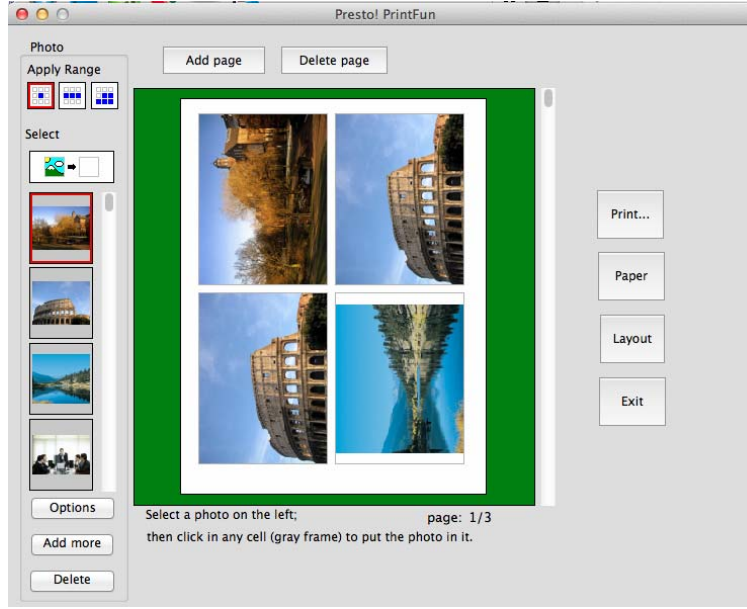 Presto! PrintFun
Photo
Apply Range
Select
Options
Add more
Delete
Add page
Delete page
Select a photo on the left;
page: 1/3
then click in any cell (gray frame) to put the photo in it.
Print...
Paper
Layout
Exit